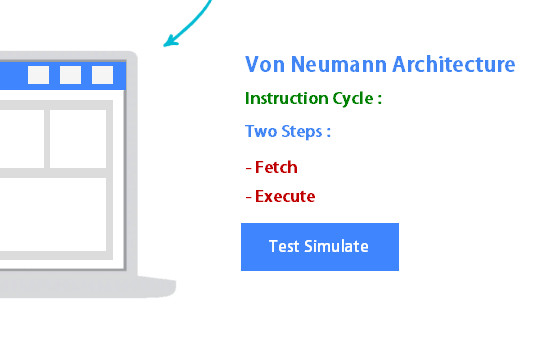 Von Neumann Architecture
Instruction Cycle :
Two Steps :
- Fetch
- Execute
Test Simulate